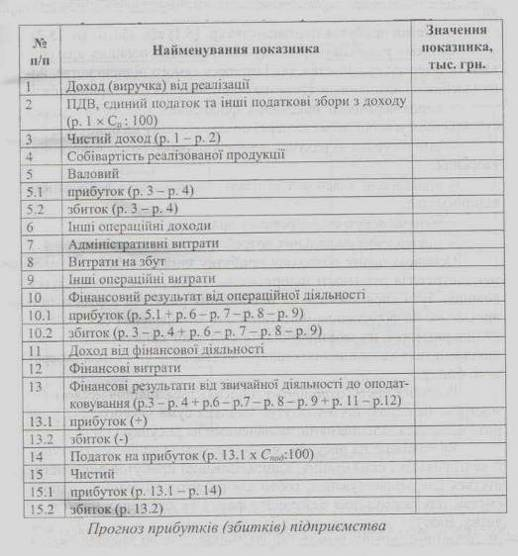 № п/п Найменування показника Значення показника, тис. грн.
1 Доход (виручка) від реалізації
2 ПДВ, єдиний податок та інші податкові збори з доходу
(р. 1 × Cп : 100)
3 Чистий доход (р. 1 – р. 2)
4 Собівартість реалізованої продукції
5 Валовий
5.1 прибуток (р. 3 – р. 4)
5.2 збиток (р. 3 – р. 4)
6 Інші операційні доходи
7 Адміністративні витрати
8 Витрати на збут
9 Інші операційні витрати
10 Фінансовий результат від операційної діяльності
10.1 прибуток (р. 5.1 + р. 6 – р. 7 – р. 8 – р. 9)
10.2 збиток (р. 3 – р. 4 + р. 6 – р. 7 – р. 8 – р. 9)
11 Доход від фінансової діяльності
12 Фінансові витрати
13 Фінансові результати від звичайної діяльності до оподат-
ковування (р.3 – р. 4 + р.6 – р.7 – р. 8 – р. 9 + р. 11 – р.12)
13.1 прибуток (+)
13.2 збиток (-)
14 Податок на прибуток (р. 13.1 х Cпод:100)
15 Чистий
15.1 прибуток (р. 13.1 – р. 14)
15.2 збиток (р. 13.2)
Прогноз прибутків (збитків) підприємства